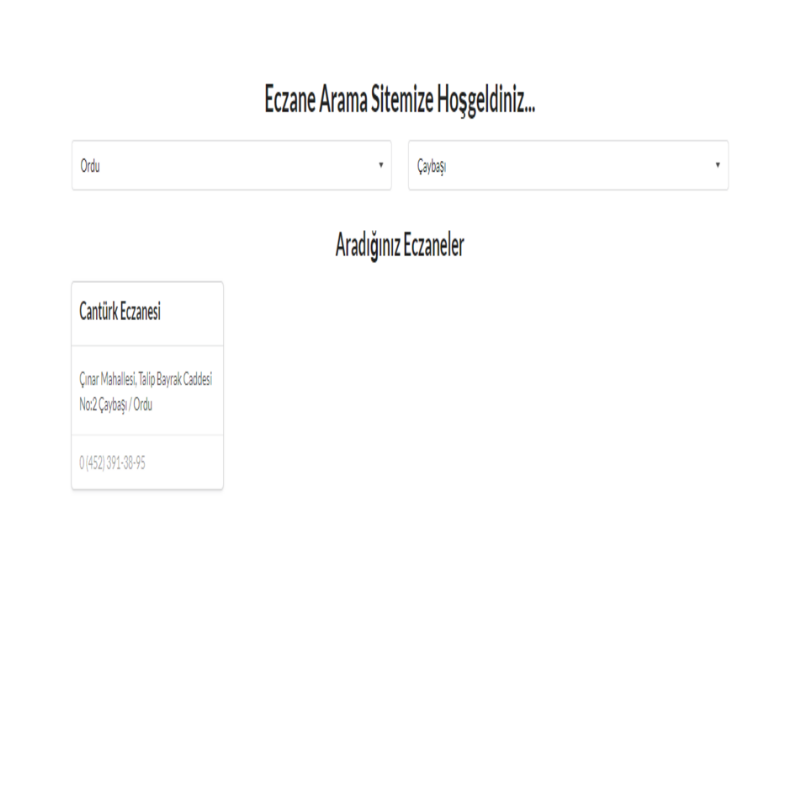 Eczane Arama Sitemize Hoşgeldiniz...
Ordu
Çaybaşı
Aradığınız Eczaneler
Cantürk Eczanesi
Çınar Mahallesi, Talip Bayrak Caddesi
No:2 Çaybaşı / Ordu
0 (452) 391-38-95